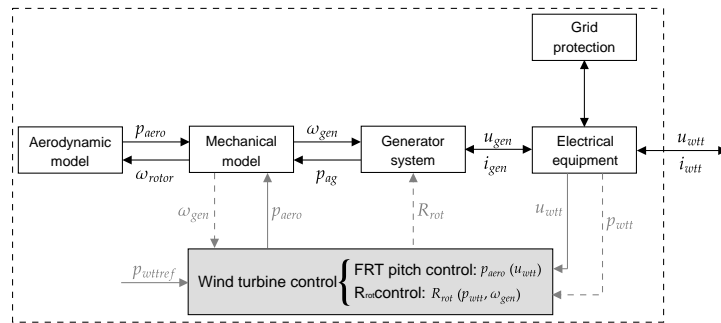 Grid
protection
Aerodynamic
model
p_aero
ω_rotor
Mechanical
model
ω_gen
p_ag
Generator
system
u_gen
i_gen
Electrical
equipment
u_wtt
i_wtt
ω_gen
p_aero
R_rot
u_wtt
p_wtt
p_wttref
Wind turbine control
FRT pitch control: p_aero (u_wtt)
R_rot control: R_rot (p_wtt, ω_gen)